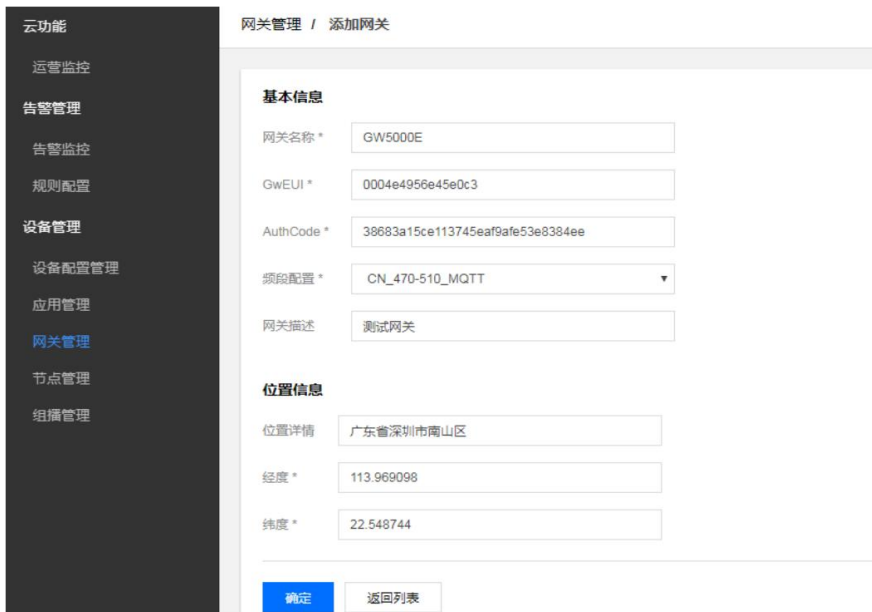 云功能
运营监控
告警管理
告警监控
规则配置
设备管理
设备配置管理
应用管理
网关管理
节点管理
组播管理
网关管理 / 添加网关
基本信息
网关名称 * GW5000E
GwEUI * 0004e4956e45e0c3
AuthCode * 38683a15ce113745eaf9afe53e8384ee
频段配置 * CN_470-510_MQTT
网关描述 测试网关
位置信息
位置详情 广东省深圳市南山区
经度 * 113.969098
纬度 * 22.548744
确定 返回列表